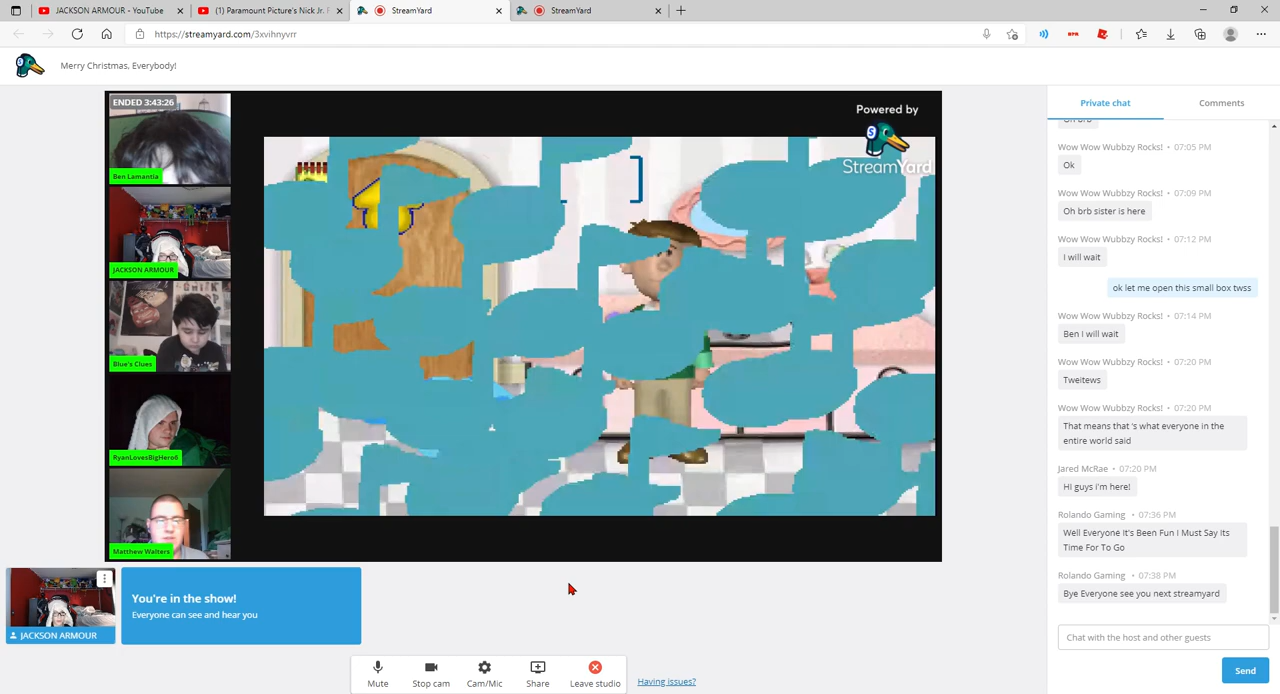 JACKSON ARMOUR - YouTube
(1) Paramount Picture's Nick Jr. F
StreamYard
StreamYard
https://streamyard.com/3xvihnyvrr
Merry Christmas, Everybody!
Private chat
Comments
ENDED 3:43:26
Ben Lamantia
JACKSON ARMOUR
Blue's Clues
RyanLovesBigHero6
Matthew Walters
Powered by
StreamYard
Wow Wow Wubbzy Rocks! • 07:05 PM
Ok
Wow Wow Wubbzy Rocks! • 07:09 PM
Oh brb sister is here
Wow Wow Wubbzy Rocks! • 07:12 PM
I will wait
ok let me open this small box twss
Wow Wow Wubbzy Rocks! • 07:14 PM
Ben I will wait
Wow Wow Wubbzy Rocks! • 07:20 PM
Tweitews
Wow Wow Wubbzy Rocks! • 07:20 PM
That means that 's what everyone in the
entire world said
Jared McRae • 07:20 PM
Hi guys i'm here!
Rolando Gaming • 07:36 PM
Well Everyone It's Been Fun I Must Say its
Time For To Go
Rolando Gaming • 07:38 PM
Bye Everyone see you next streamyard
Chat with the host and other guests
Send
JACKSON ARMOUR
You're in the show!
Everyone can see and hear you
Mute
Stop cam
Cam/Mic
Share
Leave studio
Having issues?